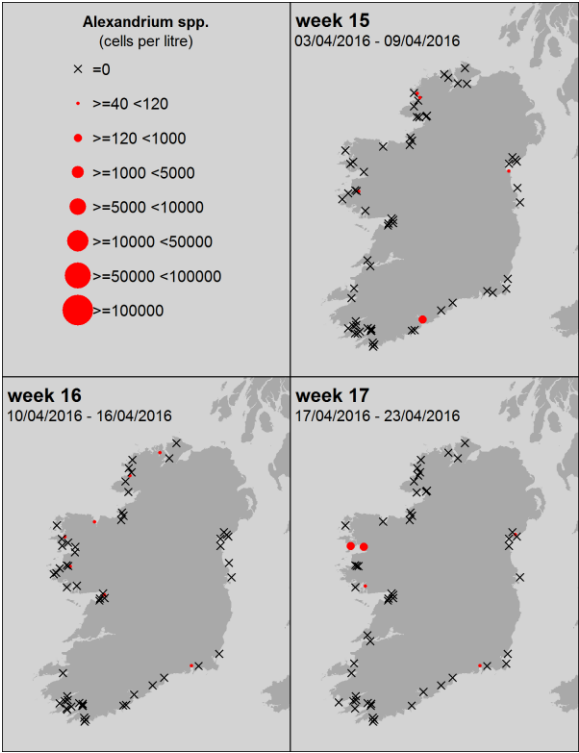 Alexandrium spp.
(cells per litre)
=0
>=40 <120
>=120 <1000
>=1000 <5000
>=5000 <10000
>=10000 <50000
>=50000 <100000
>=100000
week 15
03/04/2016 - 09/04/2016
week 16
10/04/2016 - 16/04/2016
week 17
17/04/2016 - 23/04/2016